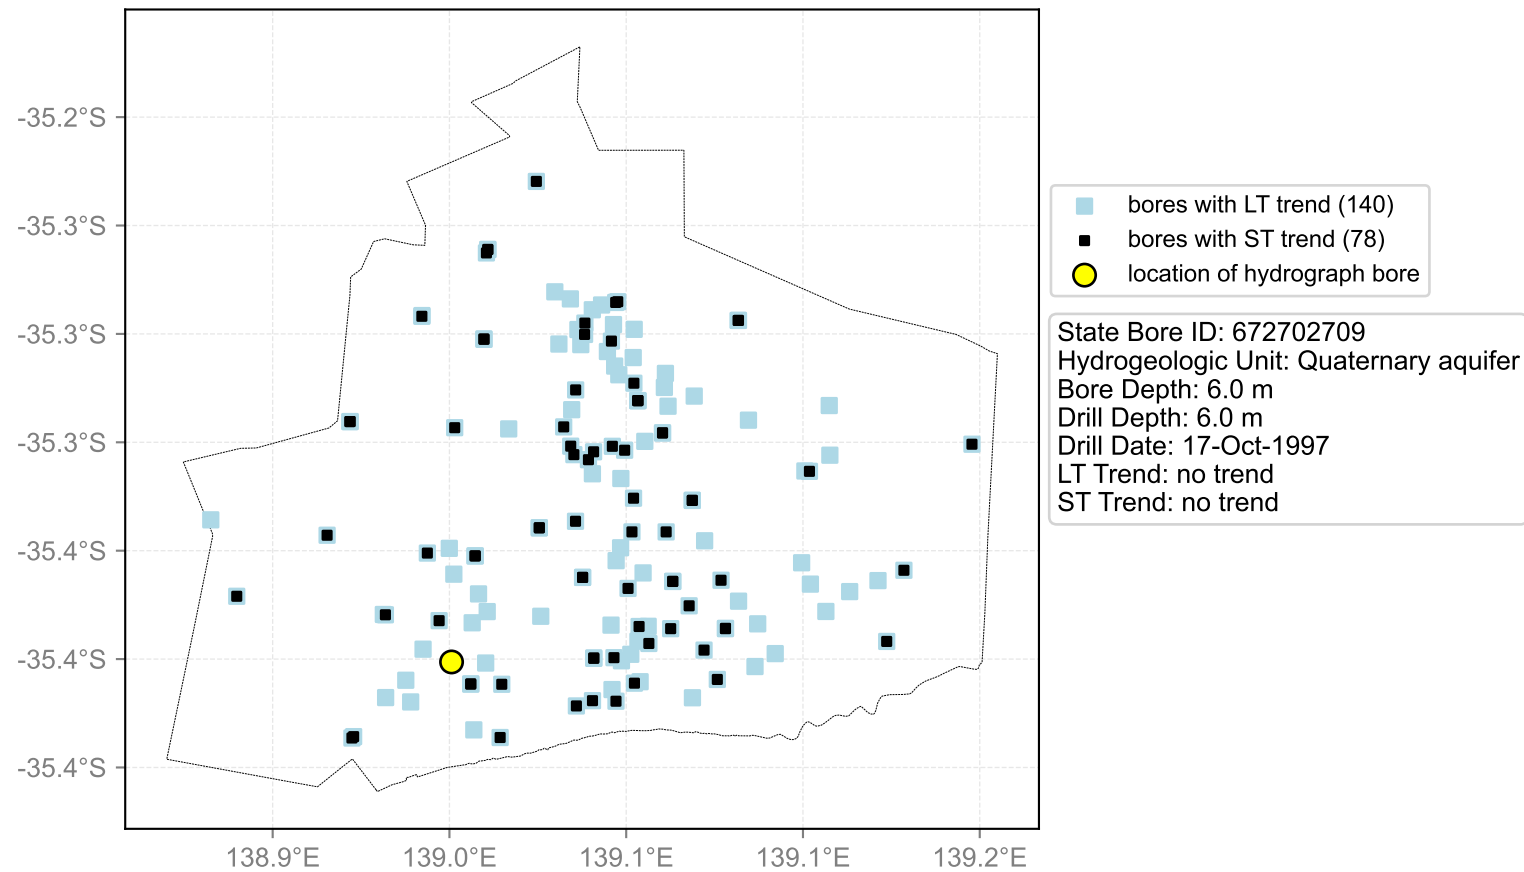 -35.2°S
-35.3°S
-35.3°S
-35.3°S
-35.4°S
-35.4°S
-35.4°S
138.9°E
139.0°E
139.1°E
139.1°E
139.2°E
bores with LT trend (140)
bores with ST trend (78)
location of hydrograph bore
State Bore ID: 672702709
Hydrogeologic Unit: Quaternary aquifer
Bore Depth: 6.0 m
Drill Depth: 6.0 m
Drill Date: 17-Oct-1997
LT Trend: no trend
ST Trend: no trend